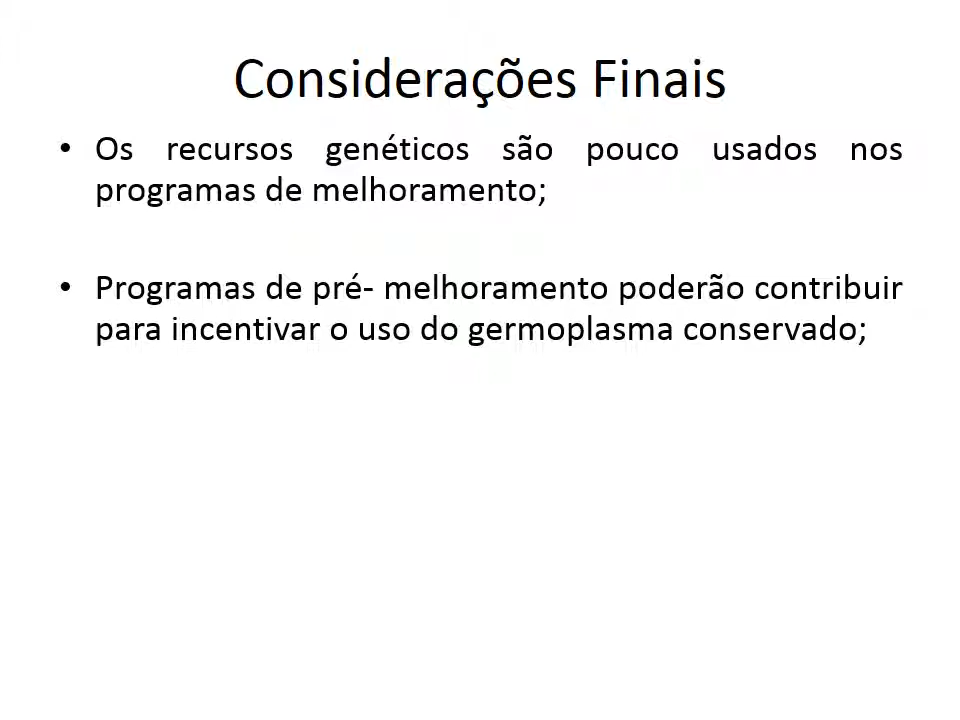 Considerações Finais
• Os recursos genéticos são pouco usados nos
programas de melhoramento;
• Programas de pré- melhoramento poderão contribuir
para incentivar o uso do germoplasma conservado;